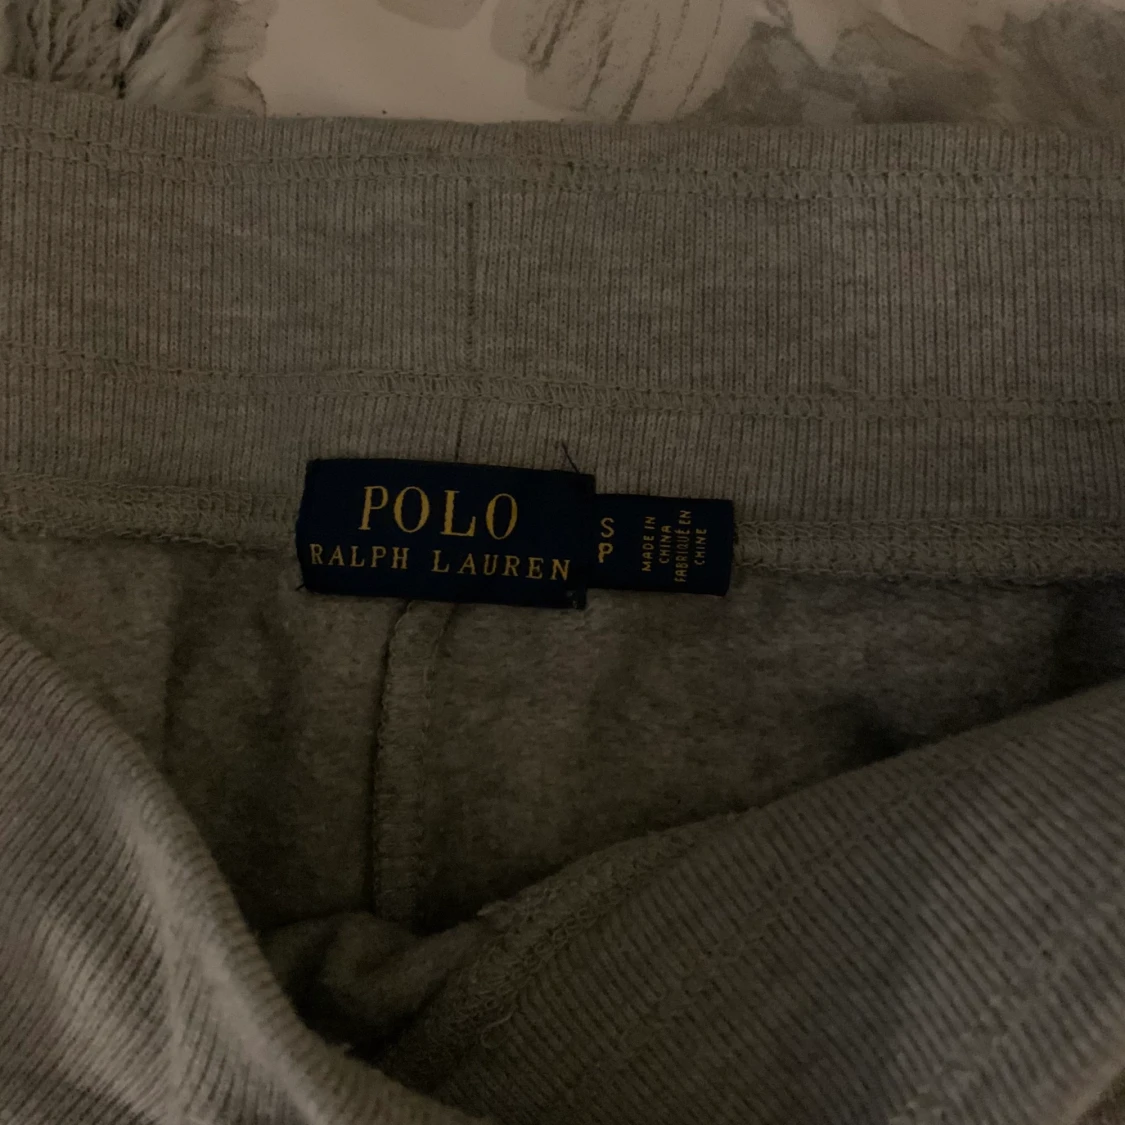 POLO
RALPH LAUREN
S
P
MADE IN
CHINA
FABRIQUÉ EN
CHINE